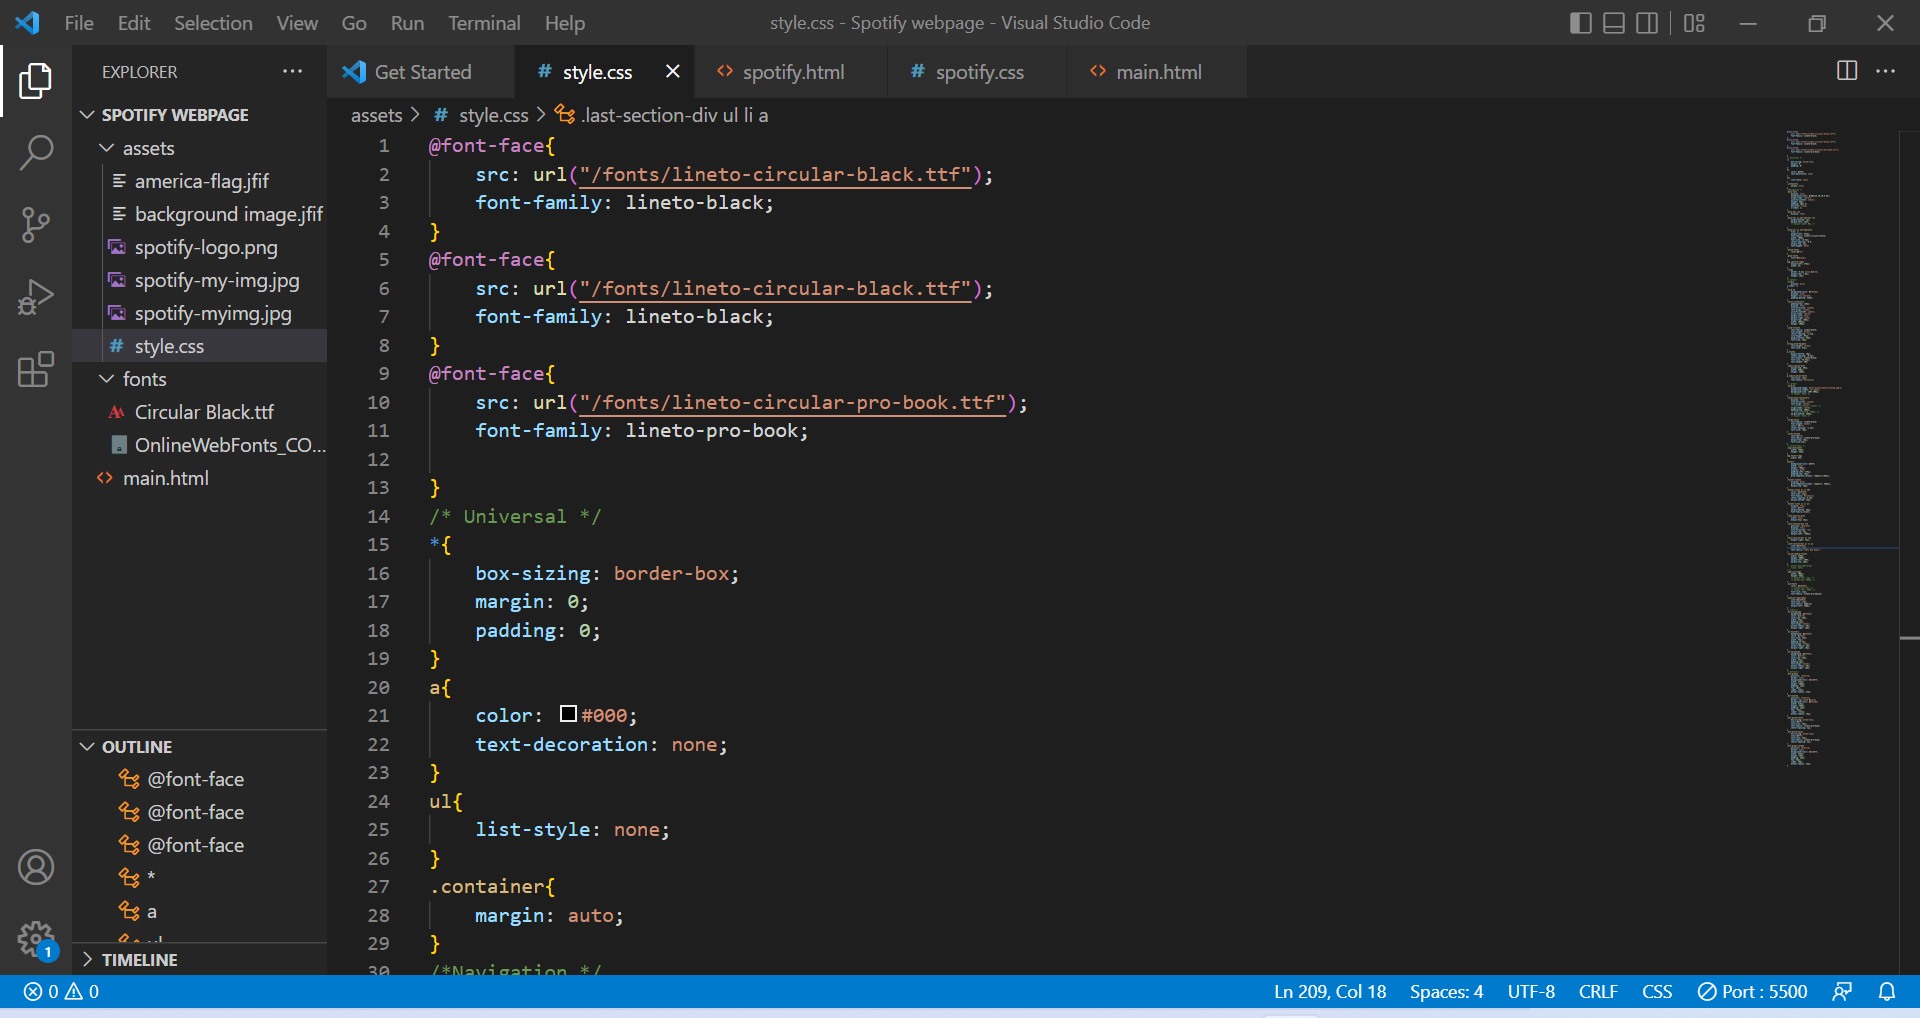 File Edit Selection View Go Run Terminal Help
style.css - Spotify webpage - Visual Studio Code
EXPLORER
SPOTIFY WEBPAGE
assets
america-flag.jfif
background image.jfif
spotify-logo.png
spotify-my-img.jpg
spotify-myimg.jpg
# style.css
fonts
Circular Black.ttf
OnlineWebFonts_CO...
<> main.html
OUTLINE
@font-face
@font-face
@font-face
*
a
ul
TIMELINE
Get Started # style.css <> spotify.html # spotify.css <> main.html
assets > # style.css > .last-section-div ul li a
1 @font-face{
2 src: url("/fonts/lineto-circular-black.ttf");
3 font-family: lineto-black;
4 }
5 @font-face{
6 src: url("/fonts/lineto-circular-black.ttf");
7 font-family: lineto-black;
8 }
9 @font-face{
10 src: url("/fonts/lineto-circular-pro-book.ttf");
11 font-family: lineto-pro-book;
12
13 }
14 /* Universal */
15 *{
16 box-sizing: border-box;
17 margin: 0;
18 padding: 0;
19 }
20 a{
21 color: #000;
22 text-decoration: none;
23 }
24 ul{
25 list-style: none;
26 }
27 .container{
28 margin: auto;
29 }
30 /*Navigation */
1
0 0 Ln 209, Col 18 Spaces: 4 UTF-8 CRLF CSS Port : 5500